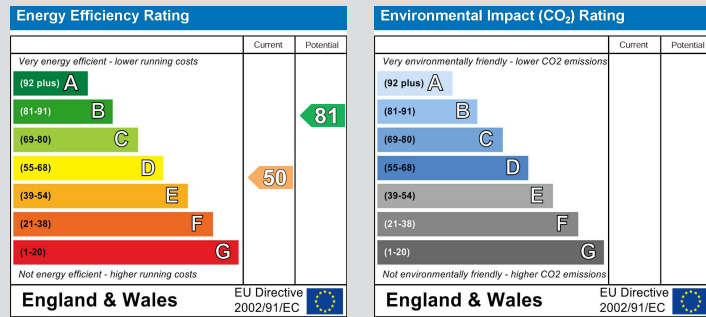 Energy Efficiency Rating
Current Potential
Very energy efficient - lower running costs
(92 plus) A
(81-91) B
81
(69-80) C
(55-68) D
50
(39-54) E
(21-38) F
(1-20) G
Not energy efficient - higher running costs
England & Wales
EU Directive
2002/91/EC
Environmental Impact (CO₂) Rating
Current Potential
Very environmentally friendly - lower CO2 emissions
(92 plus) A
(81-91) B
(69-80) C
(55-68) D
(39-54) E
(21-38) F
(1-20) G
Not environmentally friendly - higher CO2 emissions
England & Wales
EU Directive
2002/91/EC